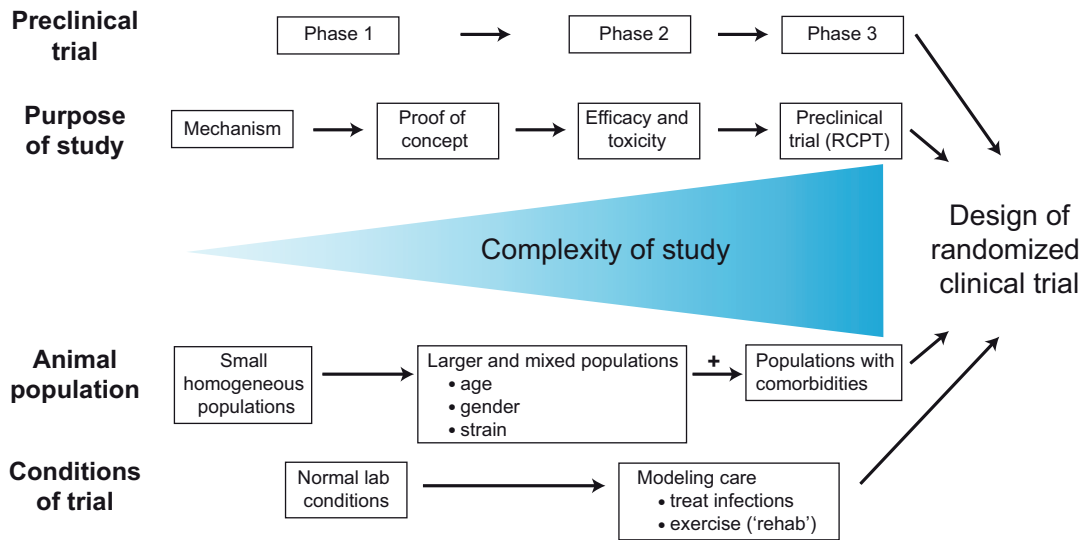 Preclinical
trial
Phase 1
Phase 2
Phase 3
Purpose
of study
Mechanism
Proof of
concept
Efficacy and
toxicity
Preclinical
trial (RCPT)
Complexity of study
Design of
randomized
clinical trial
Animal
population
Small
homogeneous
populations
Larger and mixed populations
• age
• gender
• strain
+
Populations with
comorbidities
Conditions
of trial
Normal lab
conditions
Modeling care
• treat infections
• exercise (‘rehab’)